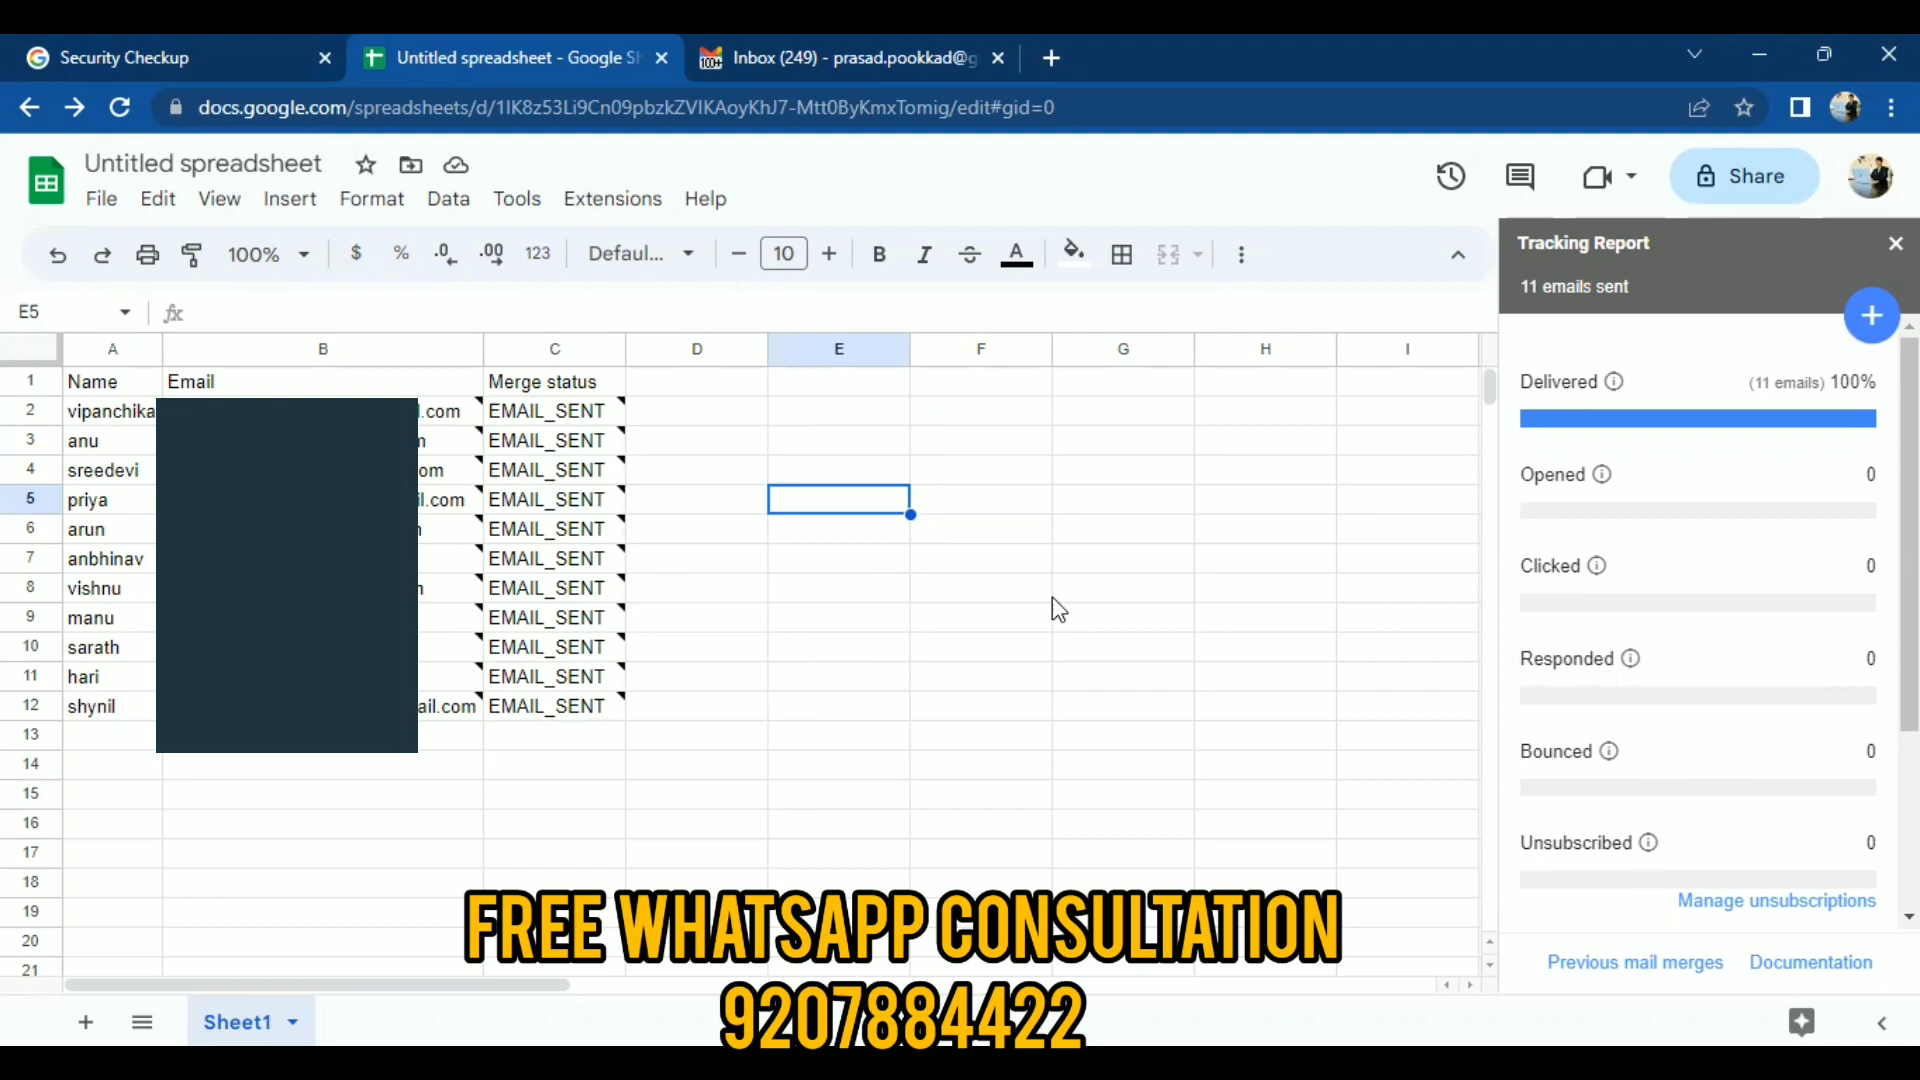 Security Checkup
Untitled spreadsheet - Google Sh
100+
Inbox (249) - prasad.pookkad@g
docs.google.com/spreadsheets/d/1IK8z53Li9Cn09pbzkZVIKAoyKhJ7-Mtt0ByKmxTomig/edit#gid=0
Untitled spreadsheet
File Edit View Insert Format Data Tools Extensions Help
Share
100% $ % .0 .00 123 Defaul... 10 B I A
E5 fx
A B C D E F G H I
1 Name Email Merge status
2 vipanchika l.com EMAIL_SENT
3 anu EMAIL_SENT
4 sreedevi om EMAIL_SENT
5 priya il.com EMAIL_SENT
6 arun EMAIL_SENT
7 anbhinav EMAIL_SENT
8 vishnu EMAIL_SENT
9 manu EMAIL_SENT
10 sarath EMAIL_SENT
11 hari EMAIL_SENT
12 shynil ail.com EMAIL_SENT
13
14
15
16
17
18
19
20
21
Tracking Report
11 emails sent
Delivered (11 emails) 100%
Opened 0
Clicked 0
Responded 0
Bounced 0
Unsubscribed 0
Manage unsubscriptions
Previous mail merges Documentation
FREE WHATSAPP CONSULTATION
9207884422
Sheet1